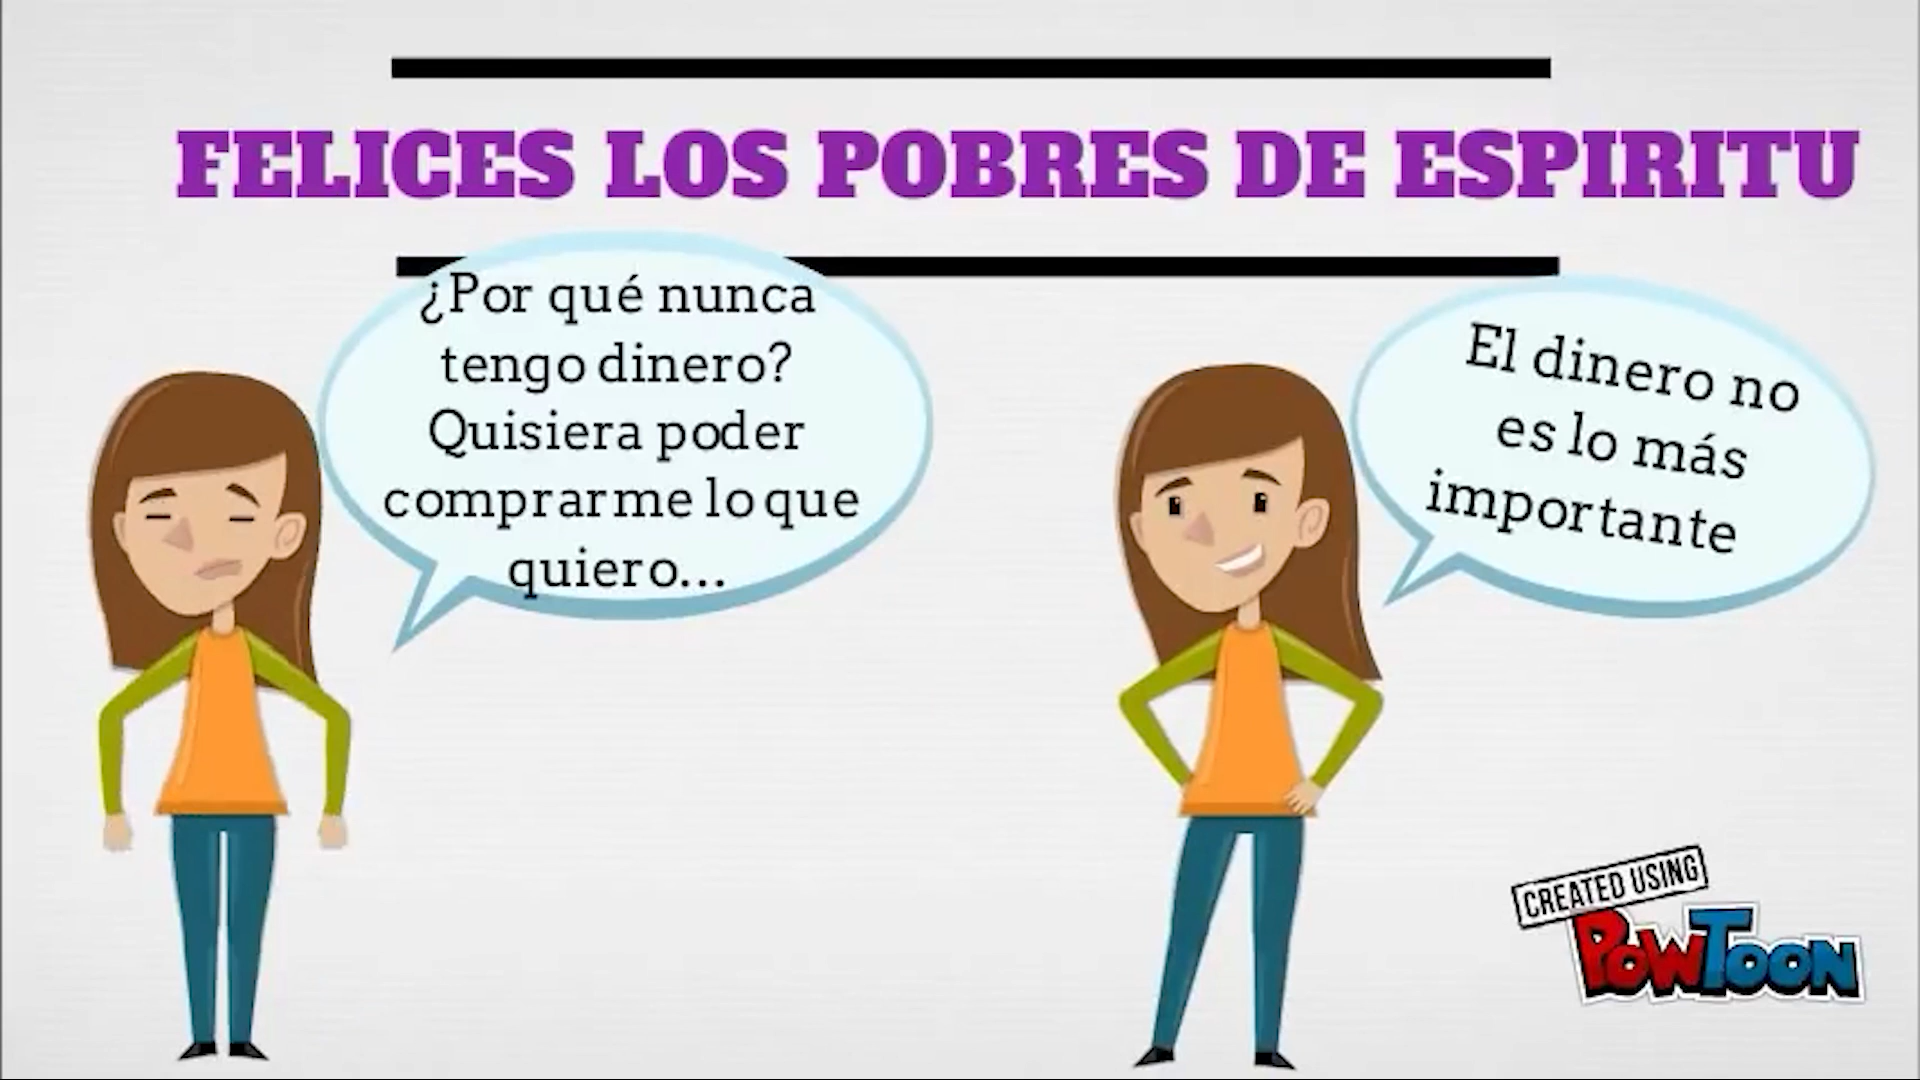 FELICES LOS POBRES DE ESPIRITU
¿Por qué nunca
tengo dinero?
Quisiera poder
comprarme lo que
quiero...
El dinero no
es lo más
importante
CREATED USING
POWTOON